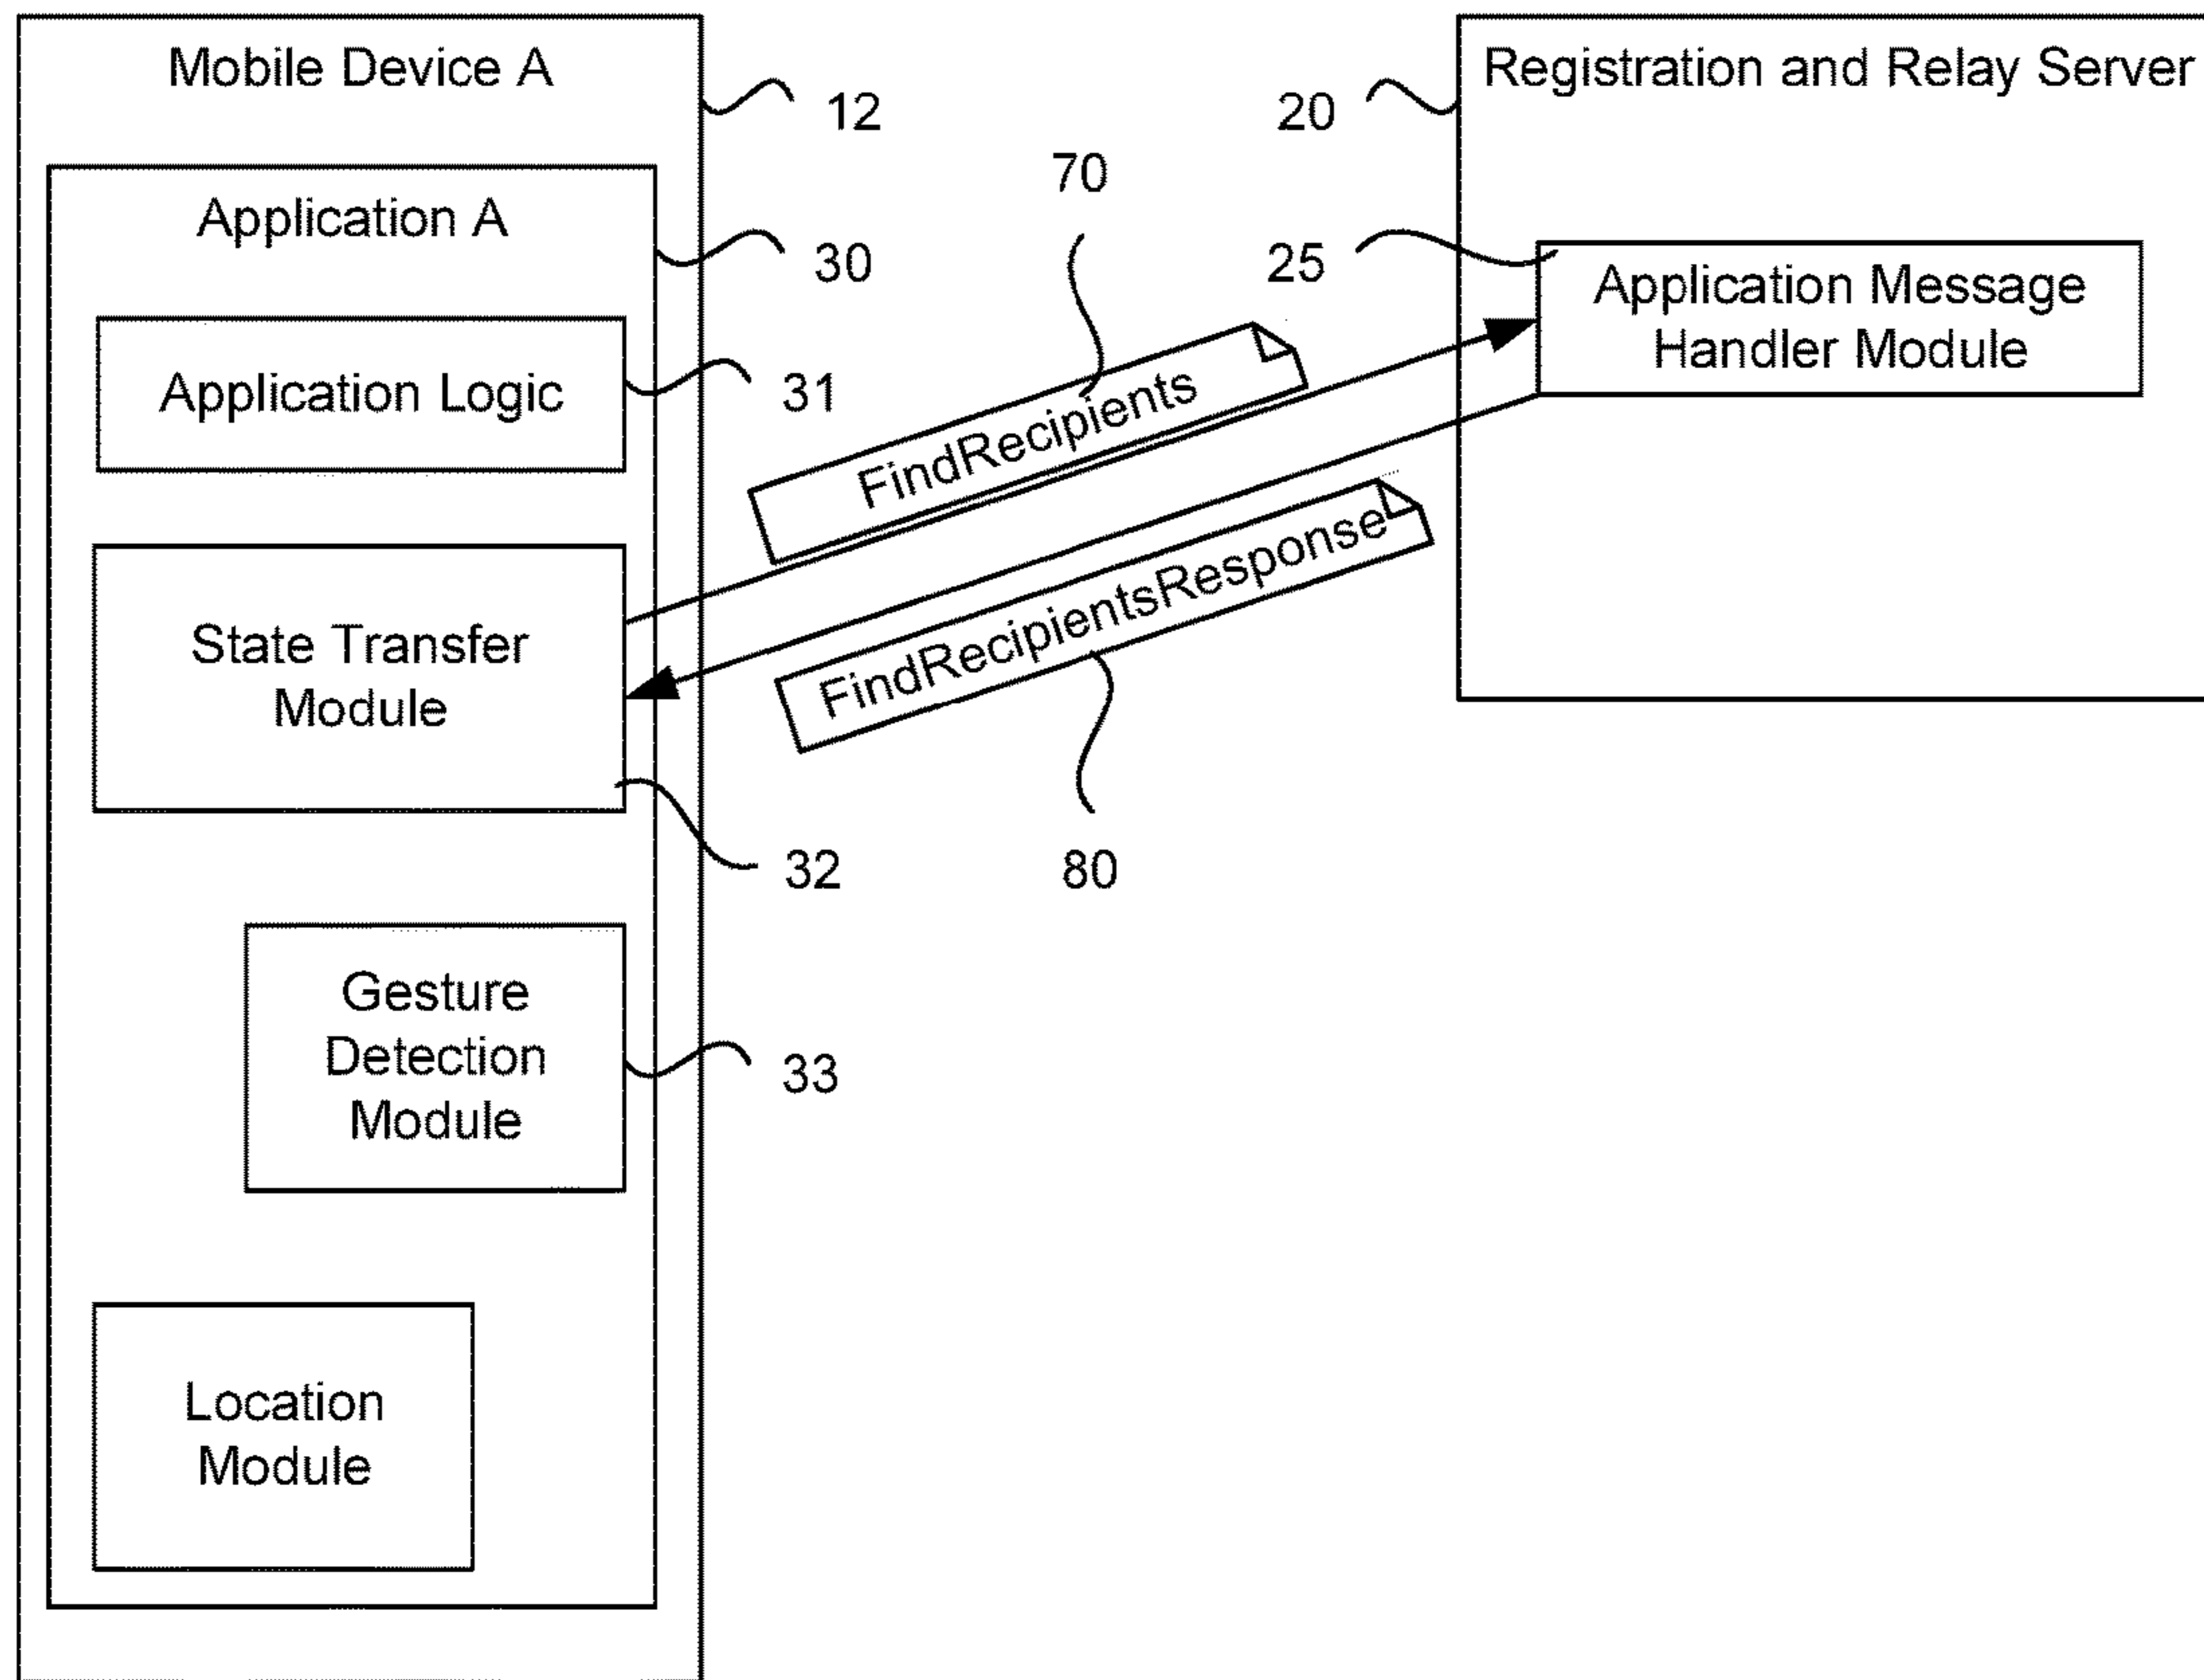 Mobile Device A
12
Application A
30
Application Logic
31
State Transfer
Module
32
Gesture
Detection
Module
33
Location
Module
70
FindRecipients
FindRecipientsResponse
80
Registration and Relay Server
20
25
Application Message
Handler Module